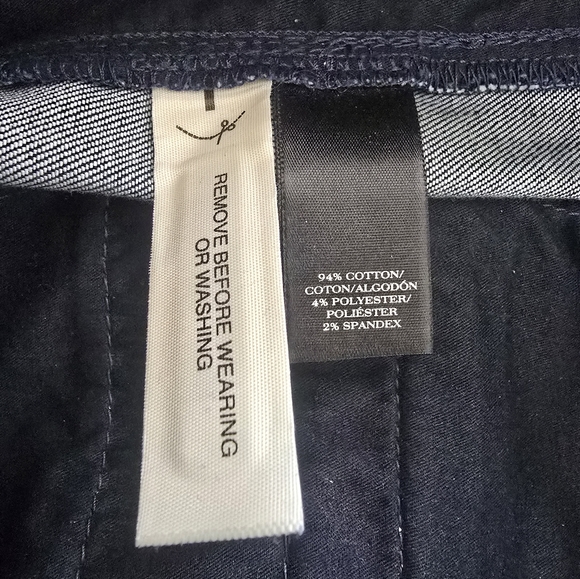 REMOVE BEFORE WEARING
OR WASHING
94% COTTON/
COTON/ALGODÓN
4% POLYESTER/
POLIÉSTER
2% SPANDEX